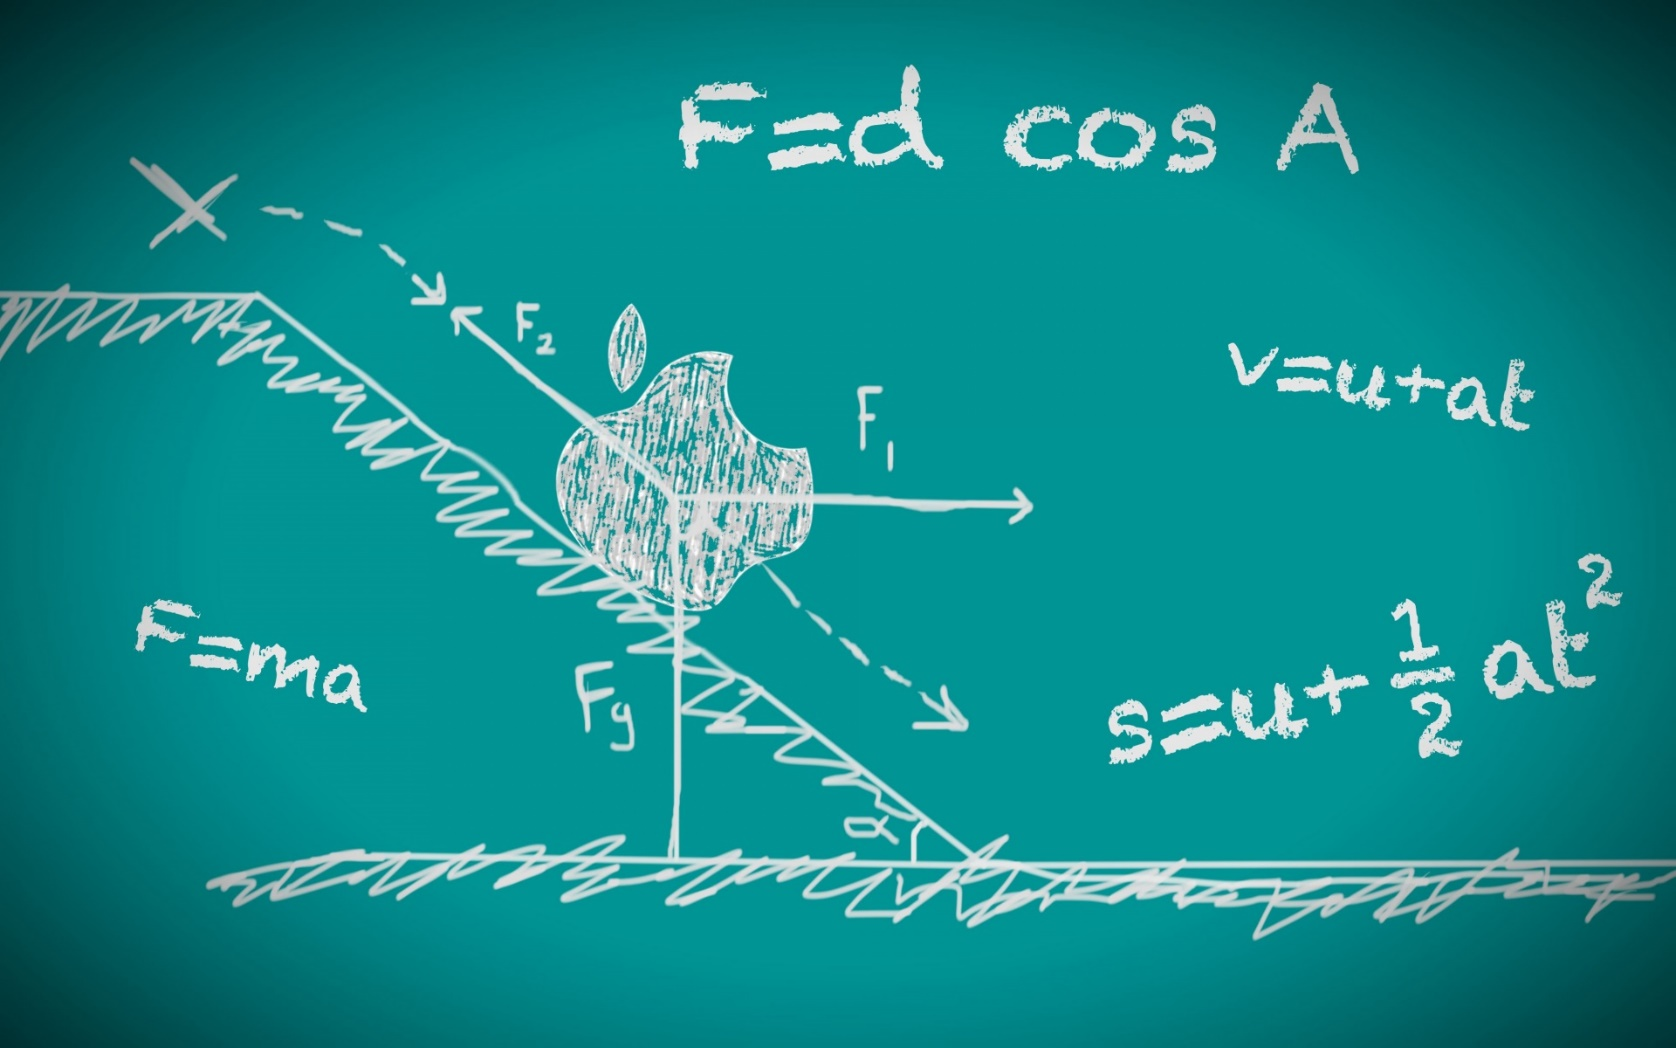 F=d cos A
F₂
F₁
v=u+at
F=ma
Fg
s=u+½at²
α